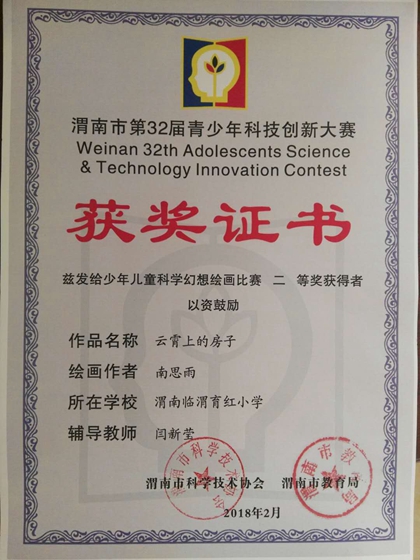 渭南市第32届青少年科技创新大赛
Weinan 32th Adolescents Science
& Technology Innovation Contest
获奖证书
兹发给少年儿童科学幻想绘画比赛 二 等奖获得者
以资鼓励
作品名称 云霄上的房子
绘画作者 南思雨
所在学校 渭南临渭育红小学
辅导教师 闫新莹
渭南市科学技术协会 渭南市教育局
2018年2月